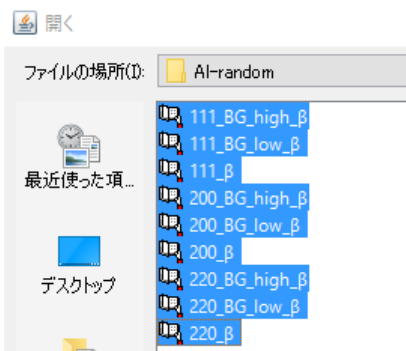 開く
ファイルの場所(I):
AI-random
最近使った項...
デスクトップ
111_BG_high_β
111_BG_low_β
111_β
200_BG_high_β
200_BG_low_β
200_β
220_BG_high_β
220_BG_low_β
220_β